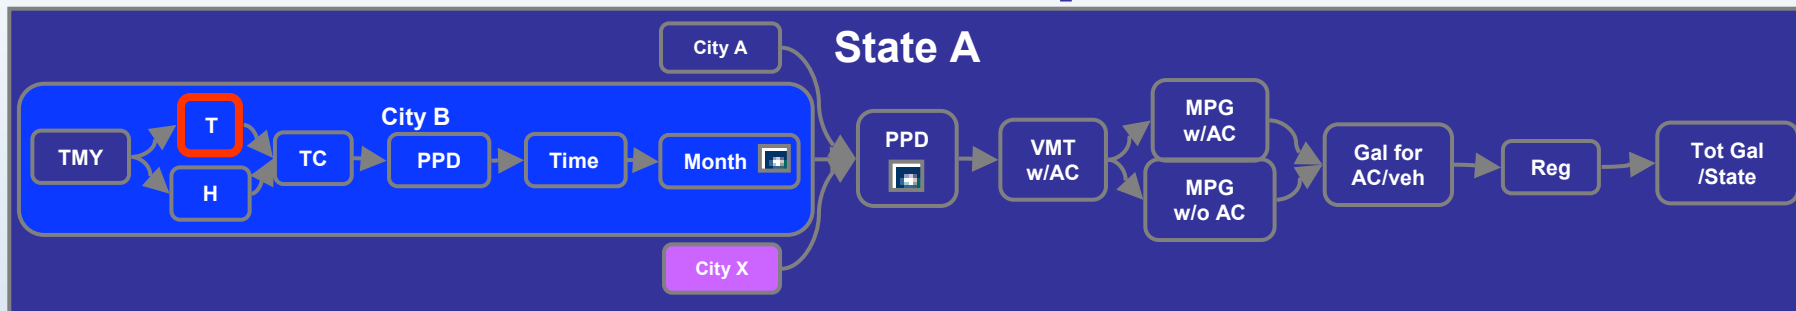 State A
City A
City B
TMY
T
H
TC
PPD
Time
Month
City X
PPD
VMT
w/AC
MPG
w/AC
MPG
w/o AC
Gal for
AC/veh
Reg
Tot Gal
/State